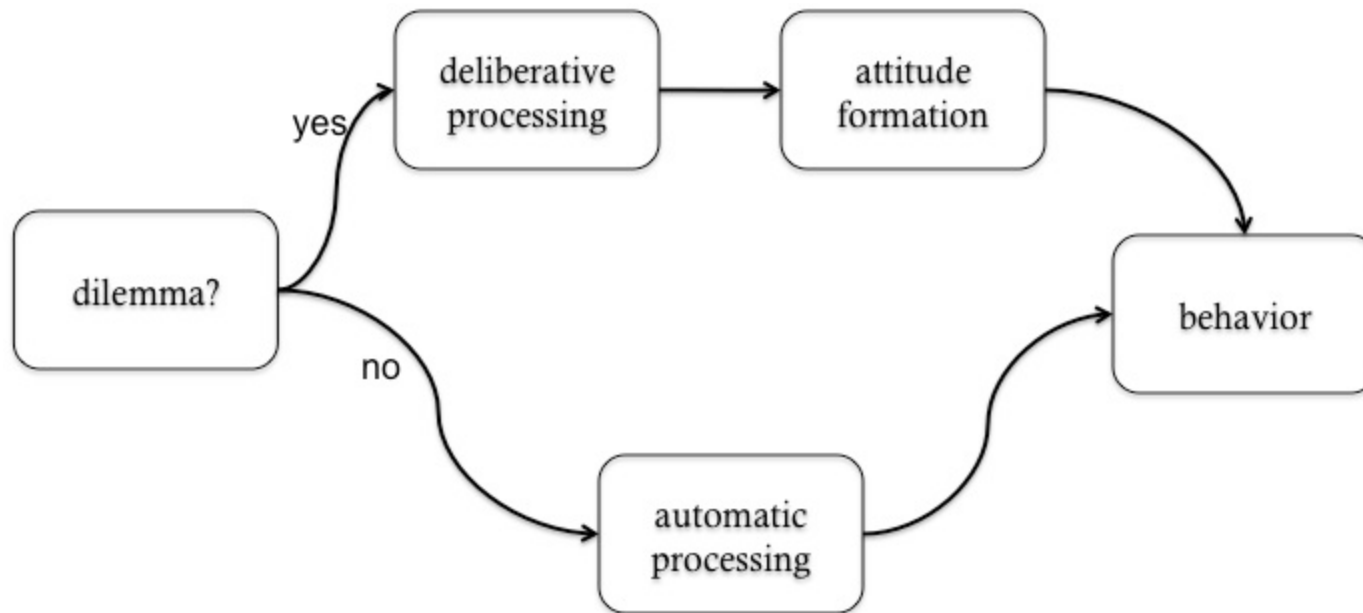 deliberative
processing
attitude
formation
yes
dilemma?
behavior
no
automatic
processing